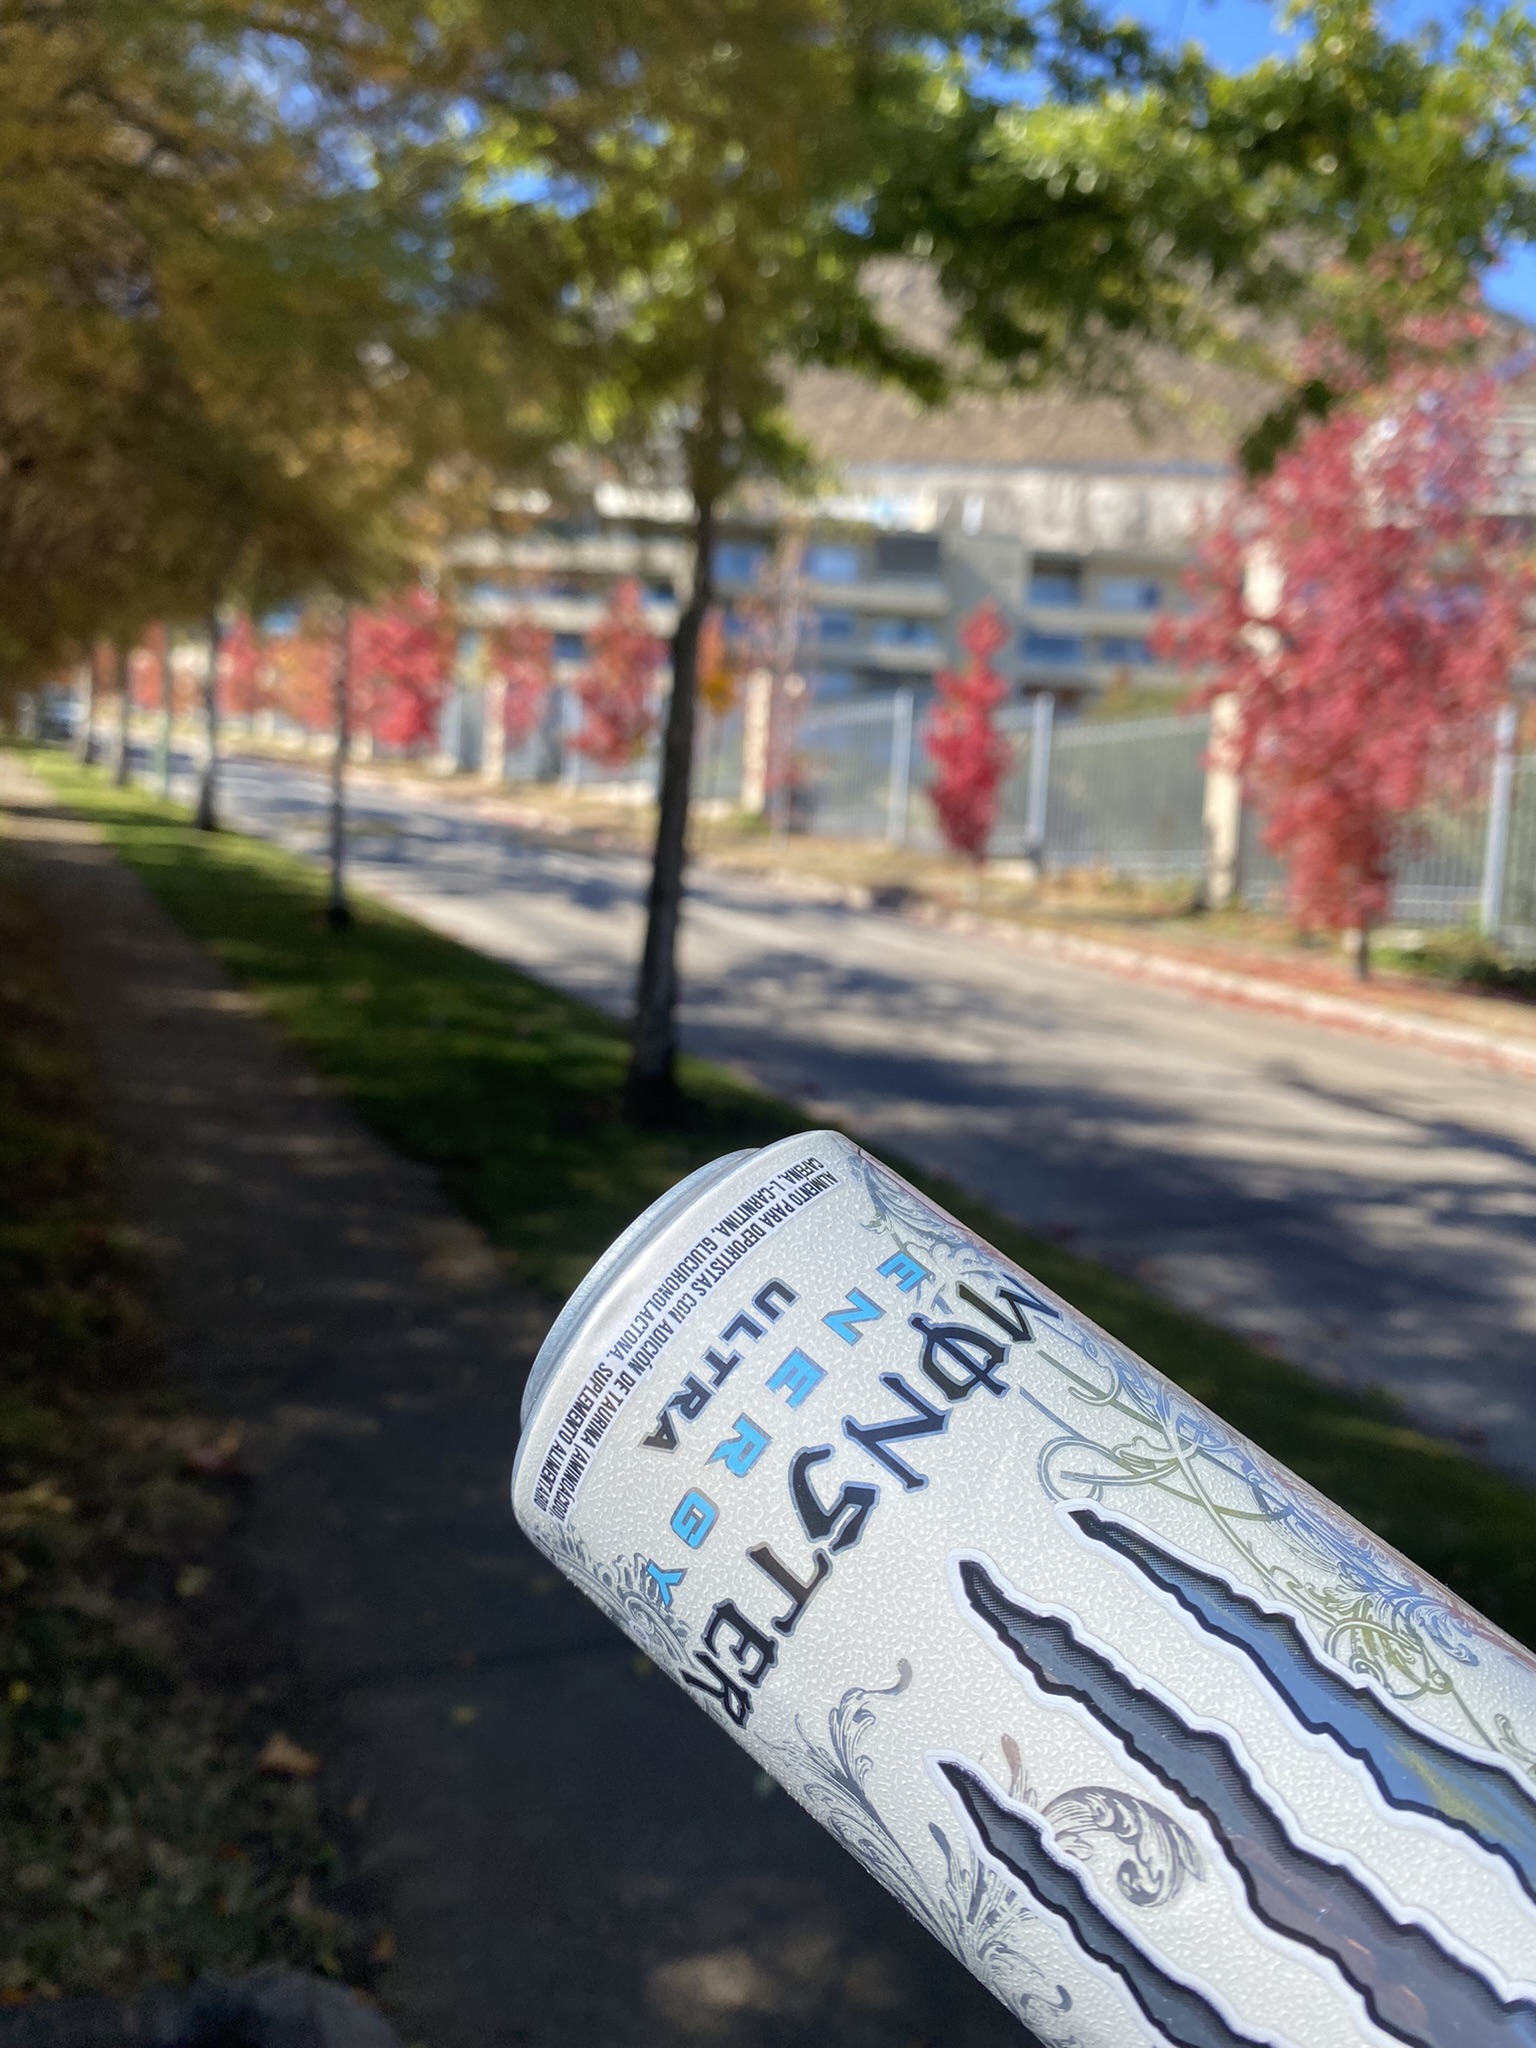 ALIMENTO PARA DEPORTISTAS CON ADICIÓN DE TAURINA (AMINOÁCIDO),
CAFEÍNA, L-CARNITINA, GLUCURONOLACTONA. SUPLEMENTO ALIMENTARIO
ULTRA
ENERGY
MONSTER